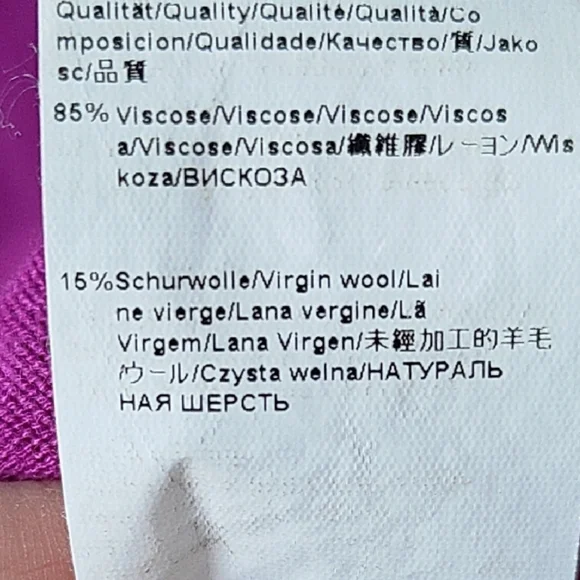 Qualität/Quality/Qualité/Qualità/Co
mposicion/Qualidade/Качество/質/Jako
sc/品質
85% Viscose/Viscose/Viscose/Viscos
a/Viscose/Viscosa/纖維膠/レーヨン/Wis
koza/ВИСКОЗА
15%Schurwolle/Virgin wool/Lai
ne vierge/Lana vergine/Lã
Virgem/Lana Virgen/未經加工的羊毛
/ウール/Czysta wełna/НАТУРАЛЬ
НАЯ ШЕРСТЬ